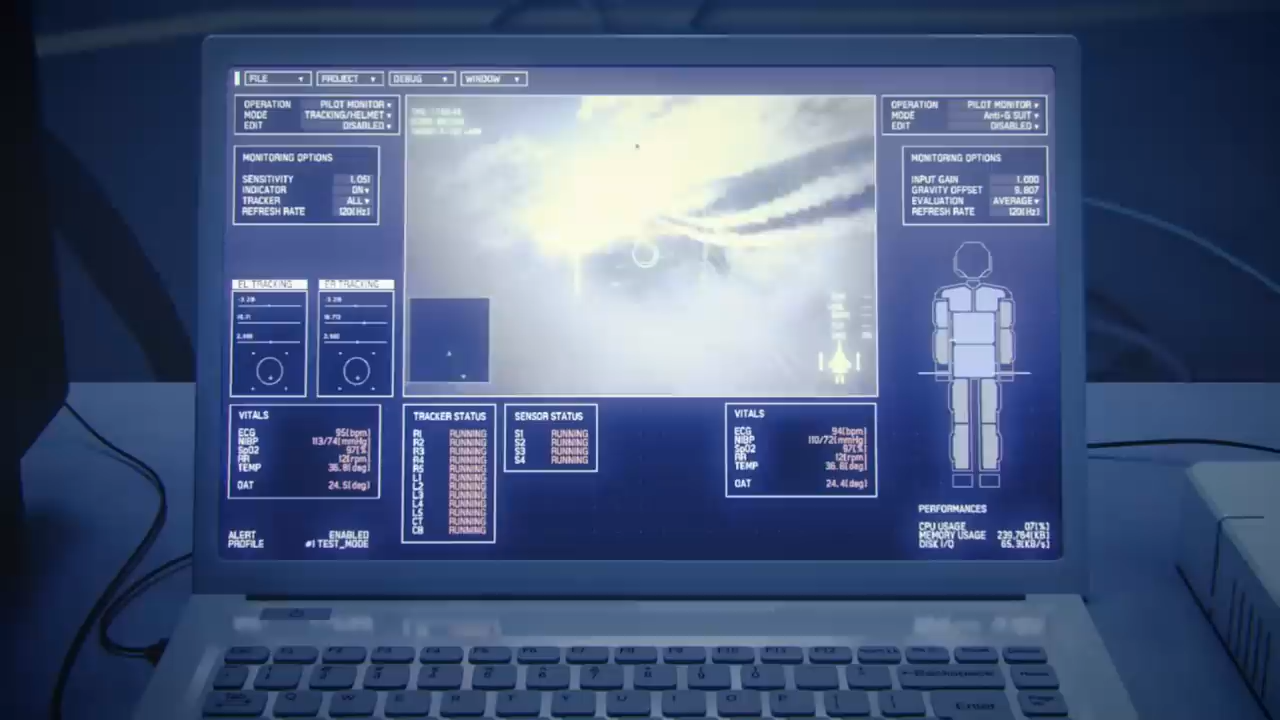 FILE
PROJECT
DEBUG
WINDOW
OPERATION PILOT MONITOR
MODE TRACKING/HELMET
EDIT DISABLED
MONITORING OPTIONS
SENSITIVITY 1.051
INDICATOR ON
TRACKER ALL
REFRESH RATE 120[Hz]
EL TRACKING
ER TRACKING
VITALS
ECG 95[bpm]
NIBP 113/74[mmHg]
SpO2 97[%]
RR 12[rpm]
TEMP
OAT 24.5[deg]
ALERT ENABLED
PROFILE #1 TEST_MODE
TRACKER STATUS
R1 RUNNING
R2 RUNNING
R3 RUNNING
R4 RUNNING
R5 RUNNING
L1 RUNNING
L2 RUNNING
L3 RUNNING
L4 RUNNING
L5 RUNNING
CT RUNNING
CB RUNNING
SENSOR STATUS
S1 RUNNING
S2 RUNNING
S3 RUNNING
S4 RUNNING
VITALS
ECG 94[bpm]
NIBP 110/72[mmHg]
SpO2 97[%]
RR 12[rpm]
TEMP
OAT 24.4[deg]
OPERATION PILOT MONITOR
MODE Anti-G SUIT
EDIT DISABLED
MONITORING OPTIONS
INPUT GAIN 1.000
GRAVITY OFFSET 9.807
EVALUATION AVERAGE
REFRESH RATE 120[Hz]
PERFORMANCES
CPU USAGE 07[%]
MEMORY USAGE 239,764[KB]
DISK I/O 65.3[KB/s]
Backspace
Home
Q W E R T Y U I O P
Enter